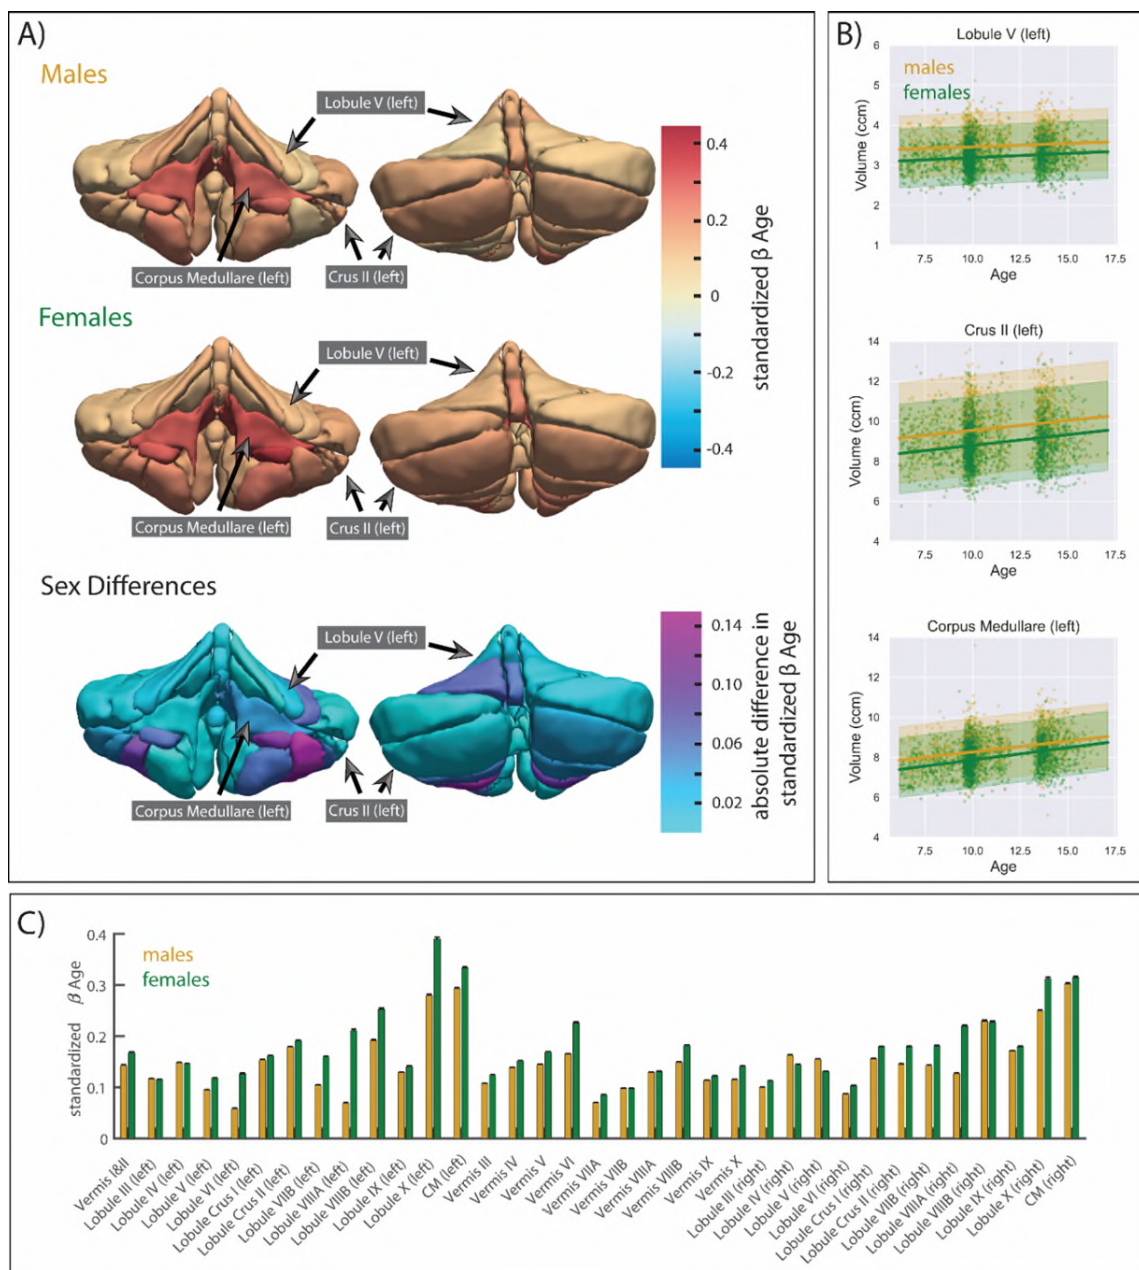 A)
Males
Lobule V (left)
Corpus Medullare (left)
Crus II (left)
Females
Lobule V (left)
Corpus Medullare (left)
Crus II (left)
0.4
0.2
0
-0.2
-0.4
standardized β Age
Sex Differences
Lobule V (left)
Corpus Medullare (left)
Crus II (left)
0.14
0.10
0.06
0.02
absolute difference in
standardized β Age
B)
Lobule V (left)
males
females
6
5
4
3
2
1
Volume (ccm)
7.5 10.0 12.5 15.0 17.5
Age
Crus II (left)
14
12
10
8
6
4
Volume (ccm)
7.5 10.0 12.5 15.0 17.5
Age
Corpus Medullare (left)
14
12
10
8
6
4
Volume (ccm)
7.5 10.0 12.5 15.0 17.5
Age
C)
males
females
0.4
0.3
0.2
0.1
0
standardized β Age
Vermis I&II
Lobule III (left)
Lobule IV (left)
Lobule V (left)
Lobule VI (left)
Lobule Crus I (left)
Lobule Crus II (left)
Lobule VIIB (left)
Lobule VIIIA (left)
Lobule VIIIB (left)
Lobule IX (left)
Lobule X (left)
CM (left)
Vermis III
Vermis IV
Vermis V
Vermis VI
Vermis VIIA
Vermis VIIB
Vermis VIIIA
Vermis VIIIB
Vermis IX
Vermis X
Lobule III (right)
Lobule IV (right)
Lobule V (right)
Lobule VI (right)
Lobule Crus I (right)
Lobule Crus II (right)
Lobule VIIB (right)
Lobule VIIIA (right)
Lobule VIIIB (right)
Lobule IX (right)
Lobule X (right)
CM (right)